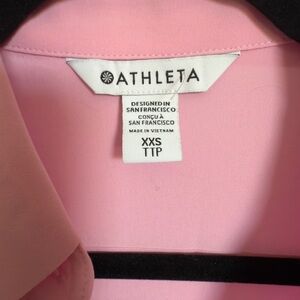 ATHLETA
DESIGNED IN
SAN FRANCISCO
CONÇU À
SAN FRANCISCO
MADE IN VIETNAM
XXS
TTP